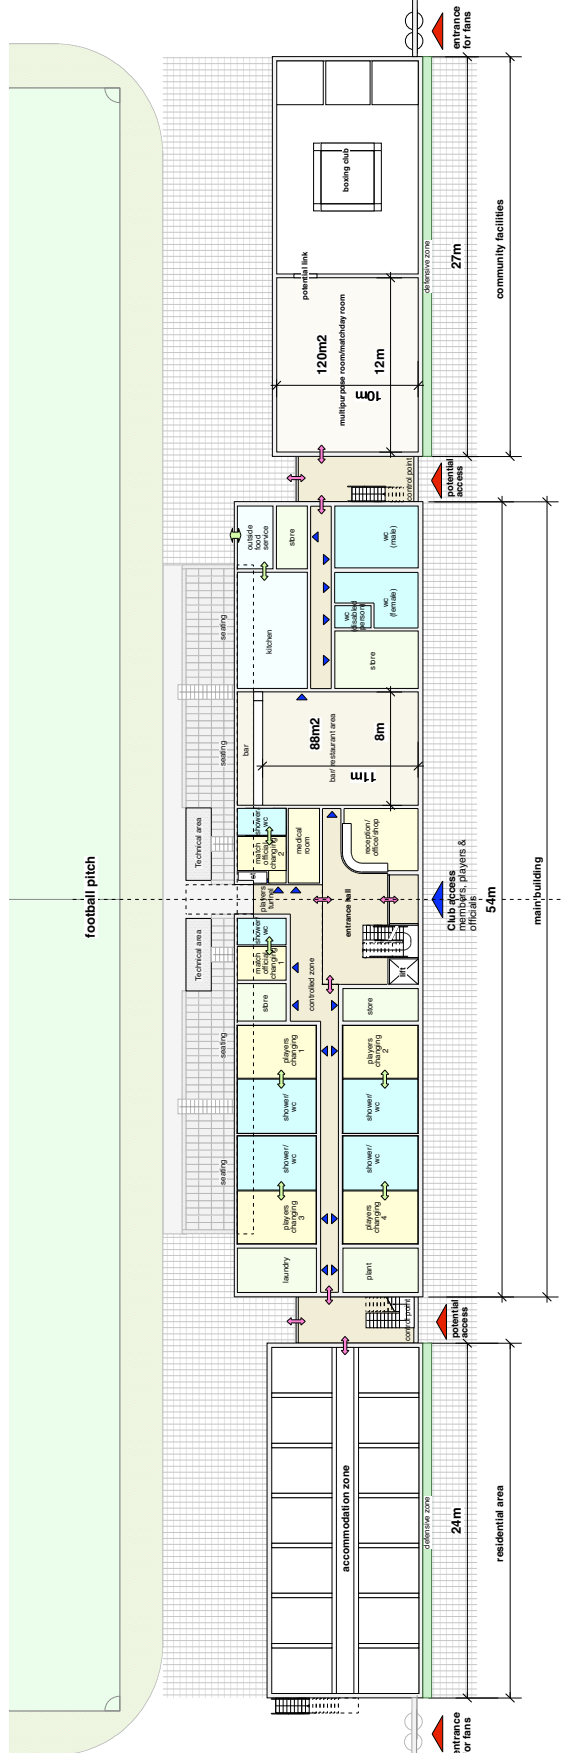 entrance
for fans
boxing club
potential link
defensive zone
27m
community facilities
120m2
multipurpose room/matchday room
12m
10m
control point
potential
access
outside
food
service
store
wc
(male)
kitchen
wc
(disabled
person)
wc
(female)
store
seating
seating
bar
88m2
bar/ restaurant area
8m
11m
Technical area
shower/
wc
match
official
changing
2
medical
room
reception/
office/shop
football pitch
players
tunnel
entrance hall
Club access
members, players &
officials
54m
main building
Technical area
shower/
wc
match
official
changing
1
controlled zone
lift
store
store
seating
players
changing
1
players
changing
2
shower/
wc
shower/
wc
seating
shower/
wc
shower/
wc
players
changing
3
players
changing
4
laundry
plant
control point
potential
access
accommodation zone
defensive zone
24m
residential area
entrance
for fans